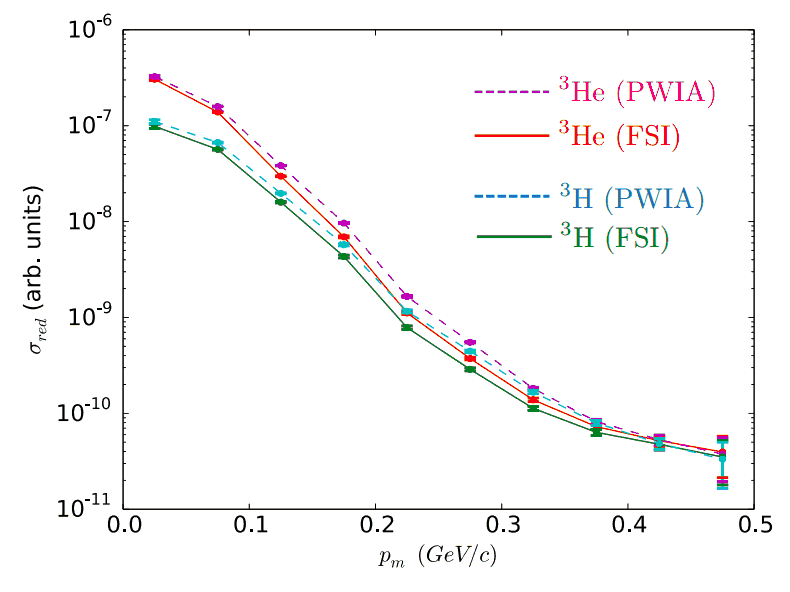 10⁻⁶
10⁻⁷
10⁻⁸
10⁻⁹
10⁻¹⁰
10⁻¹¹
σ_red (arb. units)
³He (PWIA)
³He (FSI)
³H (PWIA)
³H (FSI)
0.0 0.1 0.2 0.3 0.4 0.5
p_m (GeV/c)